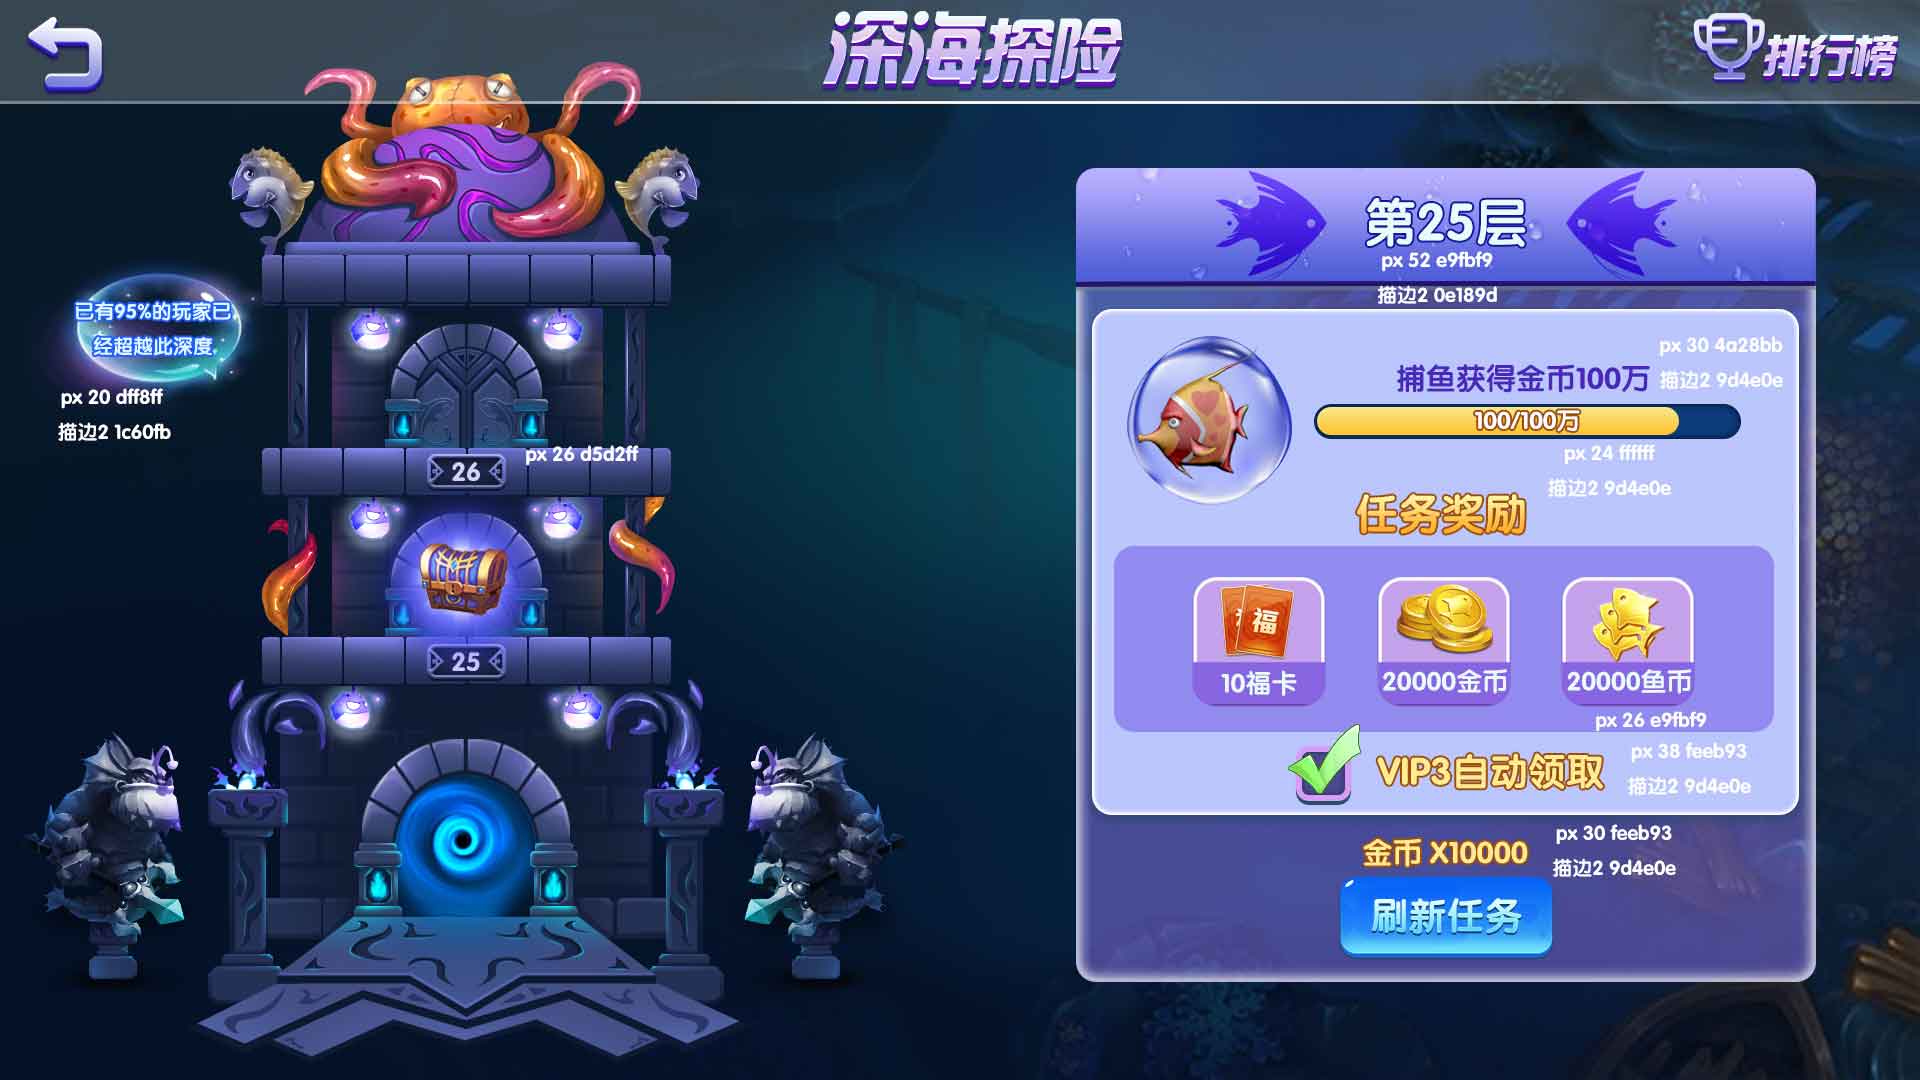 深海探险
排行榜
已有95%的玩家已
经超越此深度
px 20 dff8ff
描边2 1c60fb
26
px 26 d5d2ff
25
第25层
px 52 e9fbf9
描边2 0e189d
px 30 4a28bb
捕鱼获得金币100万
描边2 9d4e0e
100/100万
px 24 ffffff
描边2 9d4e0e
任务奖励
福
福
10福卡
20000金币
20000鱼币
px 26 e9fbf9
VIP3自动领取
px 38 feeb93
描边2 9d4e0e
金币 X10000
px 30 feeb93
描边2 9d4e0e
刷新任务